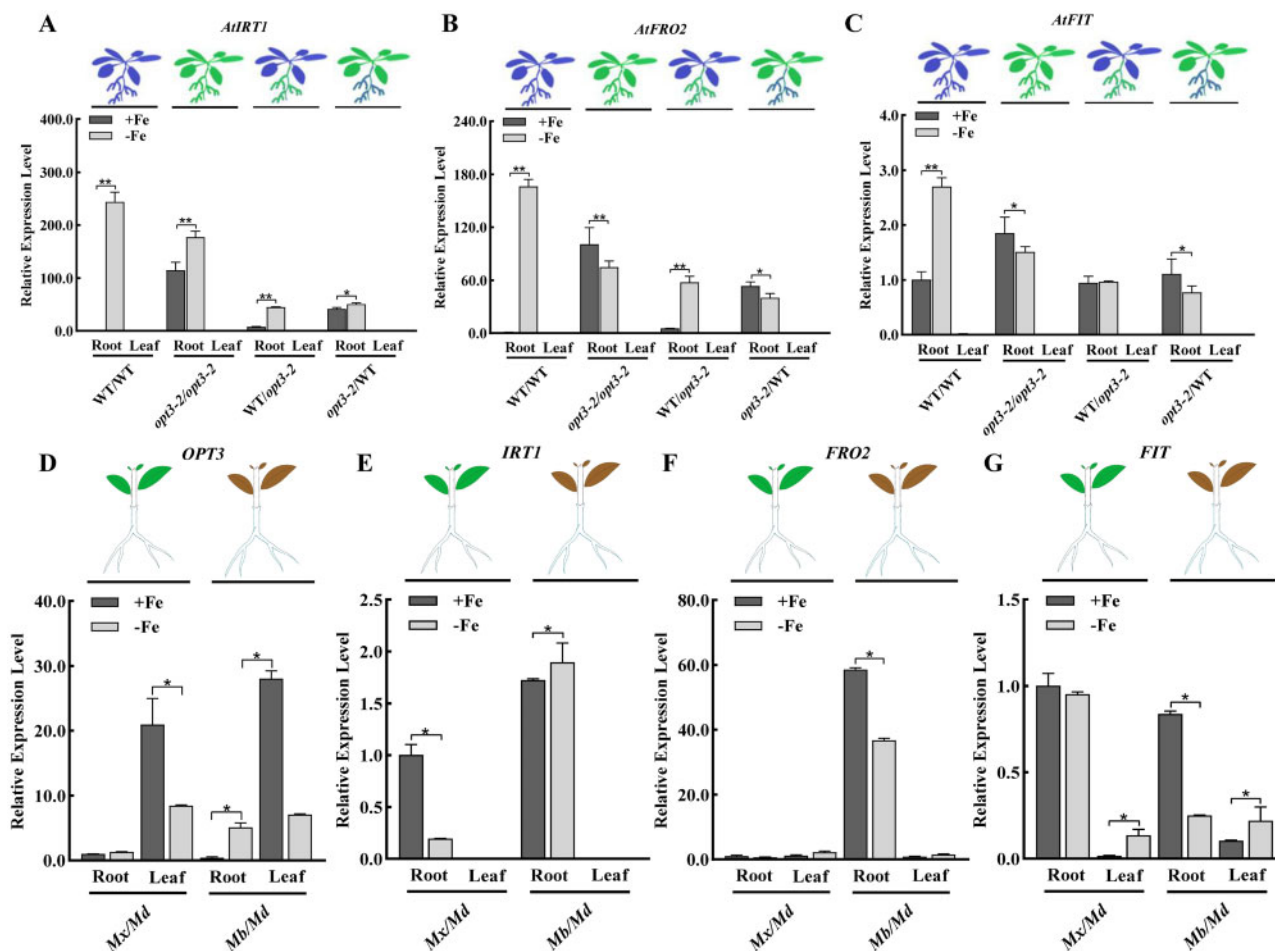 A
AtIRT1
+Fe
-Fe
Relative Expression Level
400.0
300.0
200.0
100.0
0.0
**
**
**
*
Root Leaf Root Leaf Root Leaf Root Leaf
WT/WT
opt3-2/opt3-2
WT/opt3-2
opt3-2/WT
B
AtFRO2
+Fe
-Fe
Relative Expression Level
240.0
180.0
120.0
60.0
0.0
**
**
**
*
Root Leaf Root Leaf Root Leaf Root Leaf
WT/WT
opt3-2/opt3-2
WT/opt3-2
opt3-2/WT
C
AtFIT
+Fe
-Fe
Relative Expression Level
4.0
3.0
2.0
1.0
0.0
**
*
*
Root Leaf Root Leaf Root Leaf Root Leaf
WT/WT
opt3-2/opt3-2
WT/opt3-2
opt3-2/WT
D
OPT3
+Fe
-Fe
Relative Expression Level
40.0
30.0
20.0
10.0
0.0
*
*
*
Root Leaf Root Leaf
Mx/Md
Mb/Md
E
IRT1
+Fe
-Fe
Relative Expression Level
2.5
2.0
1.5
1.0
0.5
0.0
*
*
Root Leaf Root Leaf
Mx/Md
Mb/Md
F
FRO2
+Fe
-Fe
Relative Expression Level
80.0
60.0
40.0
20.0
0.0
*
Root Leaf Root Leaf
Mx/Md
Mb/Md
G
FIT
+Fe
-Fe
Relative Expression Level
1.5
1.0
0.5
0.0
*
*
*
Root Leaf Root Leaf
Mx/Md
Mb/Md